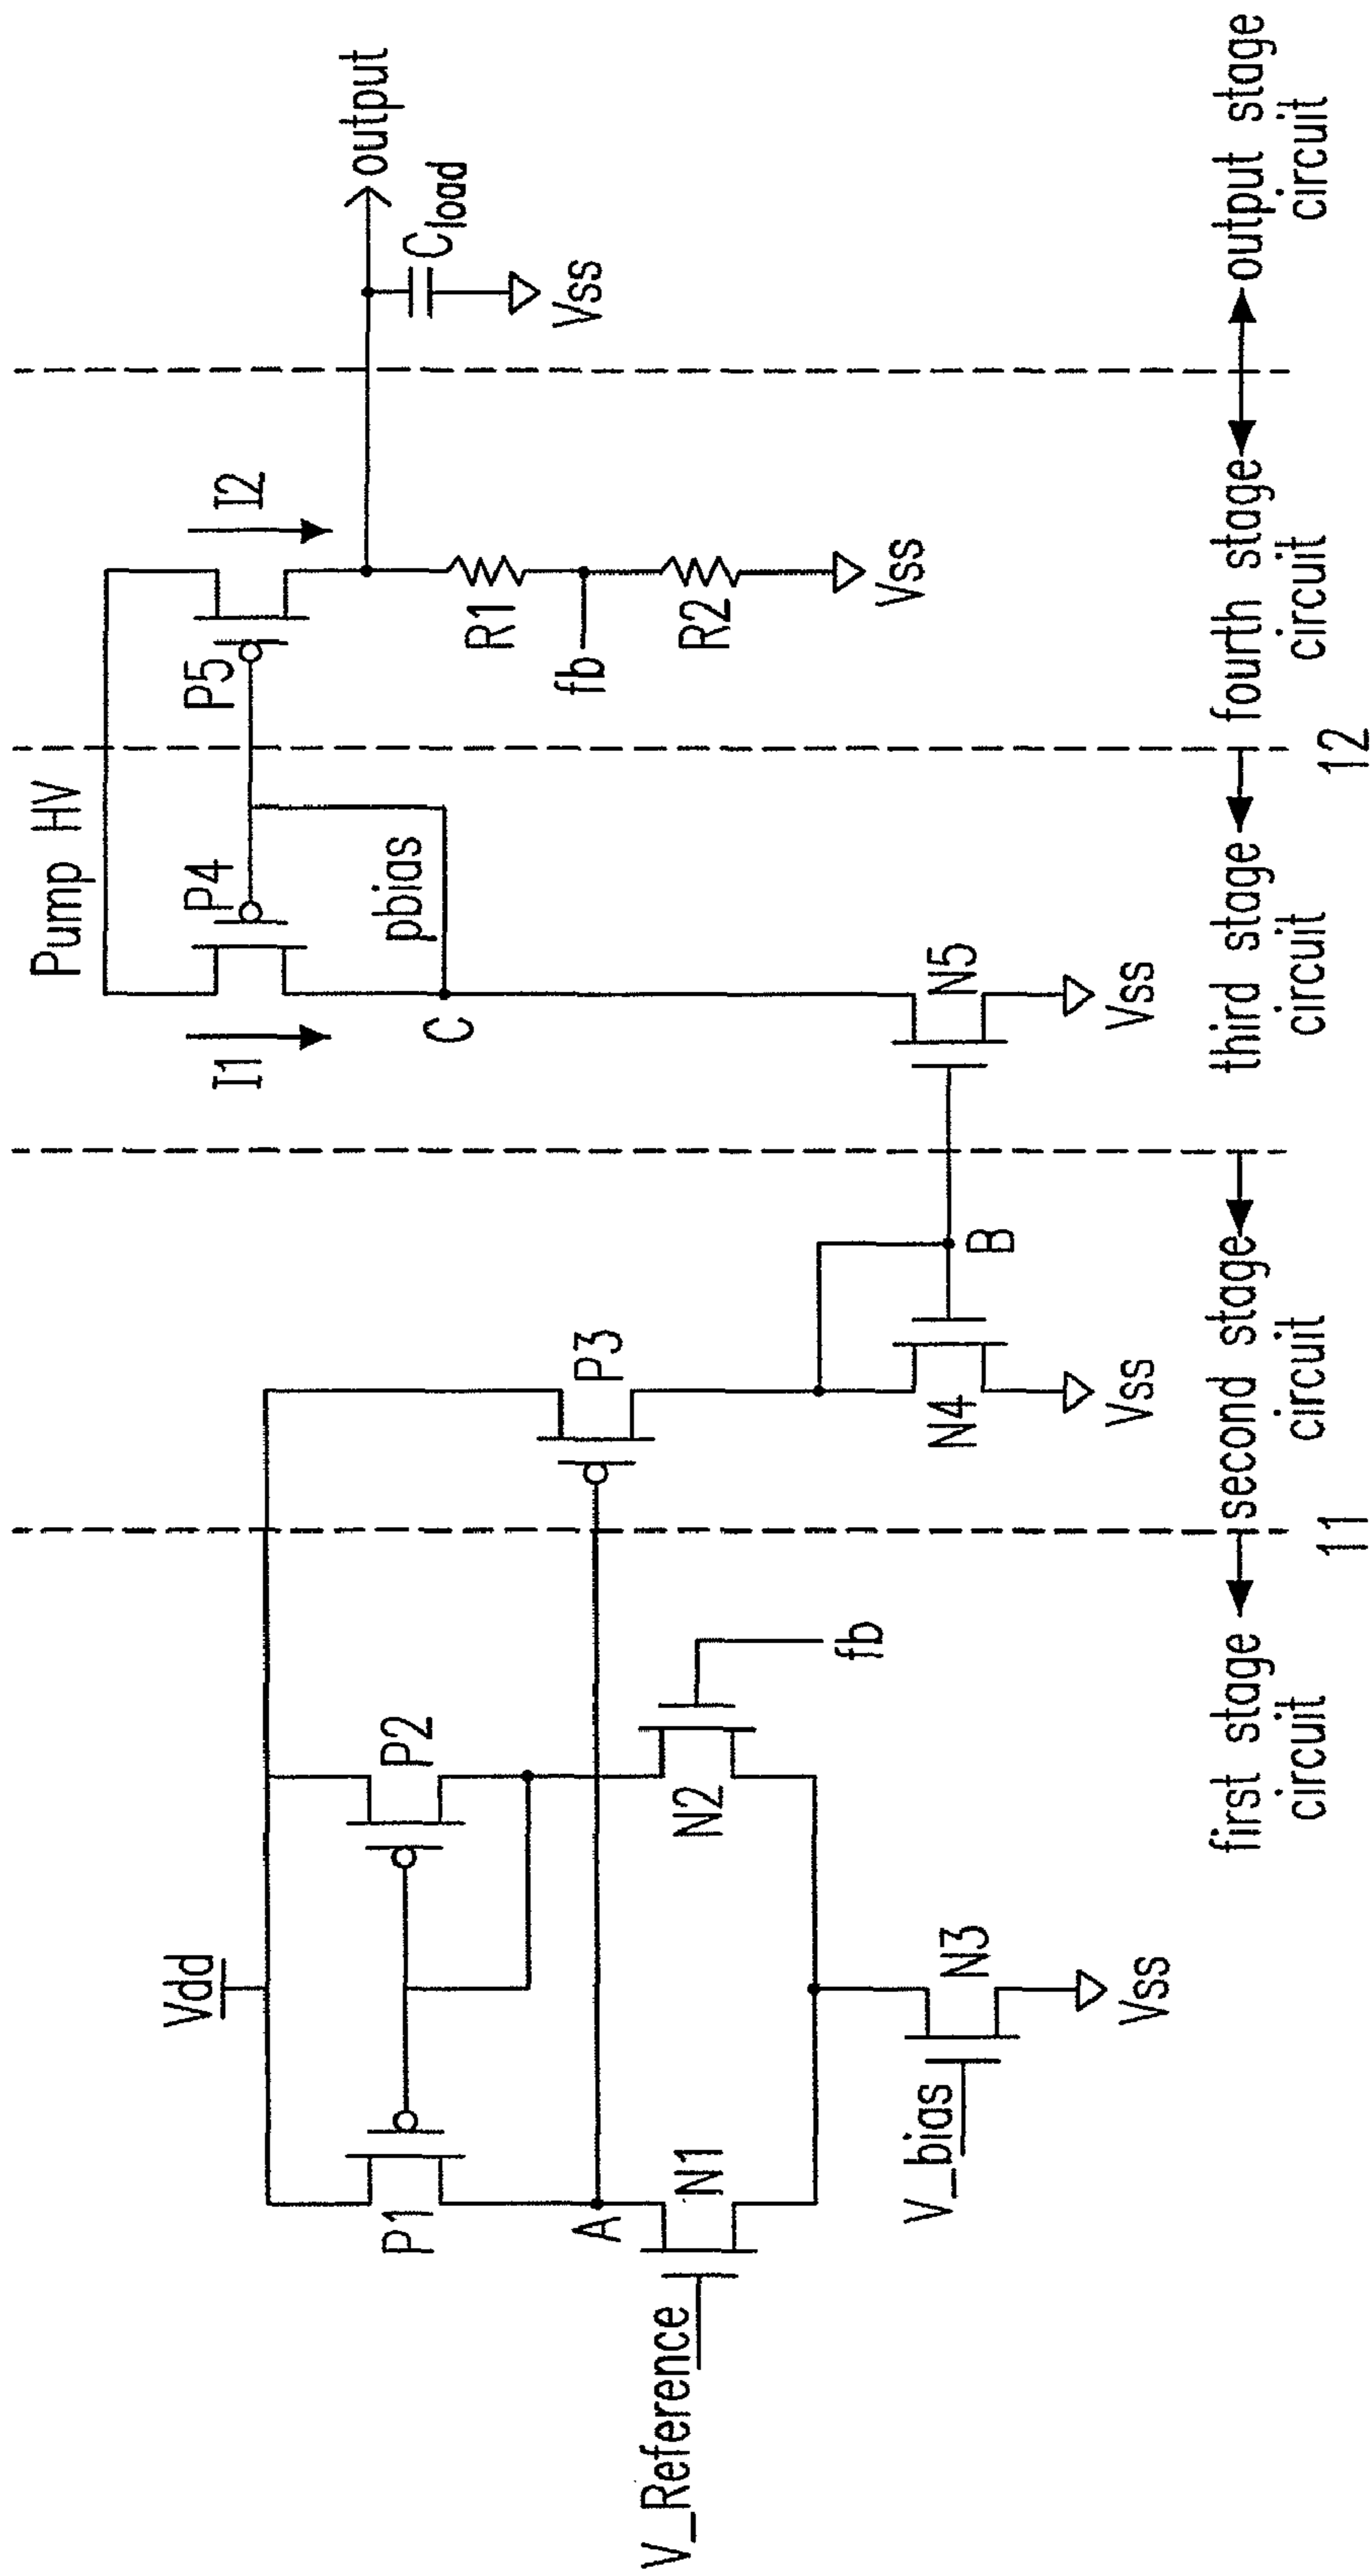 Pump HV
Vdd
I1
P4
P5
I2
output
P1
P2
pbias
C
C_load
Vss
A
P3
R1
fb
V_Reference
N1
N2
fb
R2
Vss
V_bias
N3
Vss
N4
B
Vss
N5
Vss
first stage
circuit
second stage
circuit
third stage
circuit
fourth stage
circuit
output stage
circuit
11
12